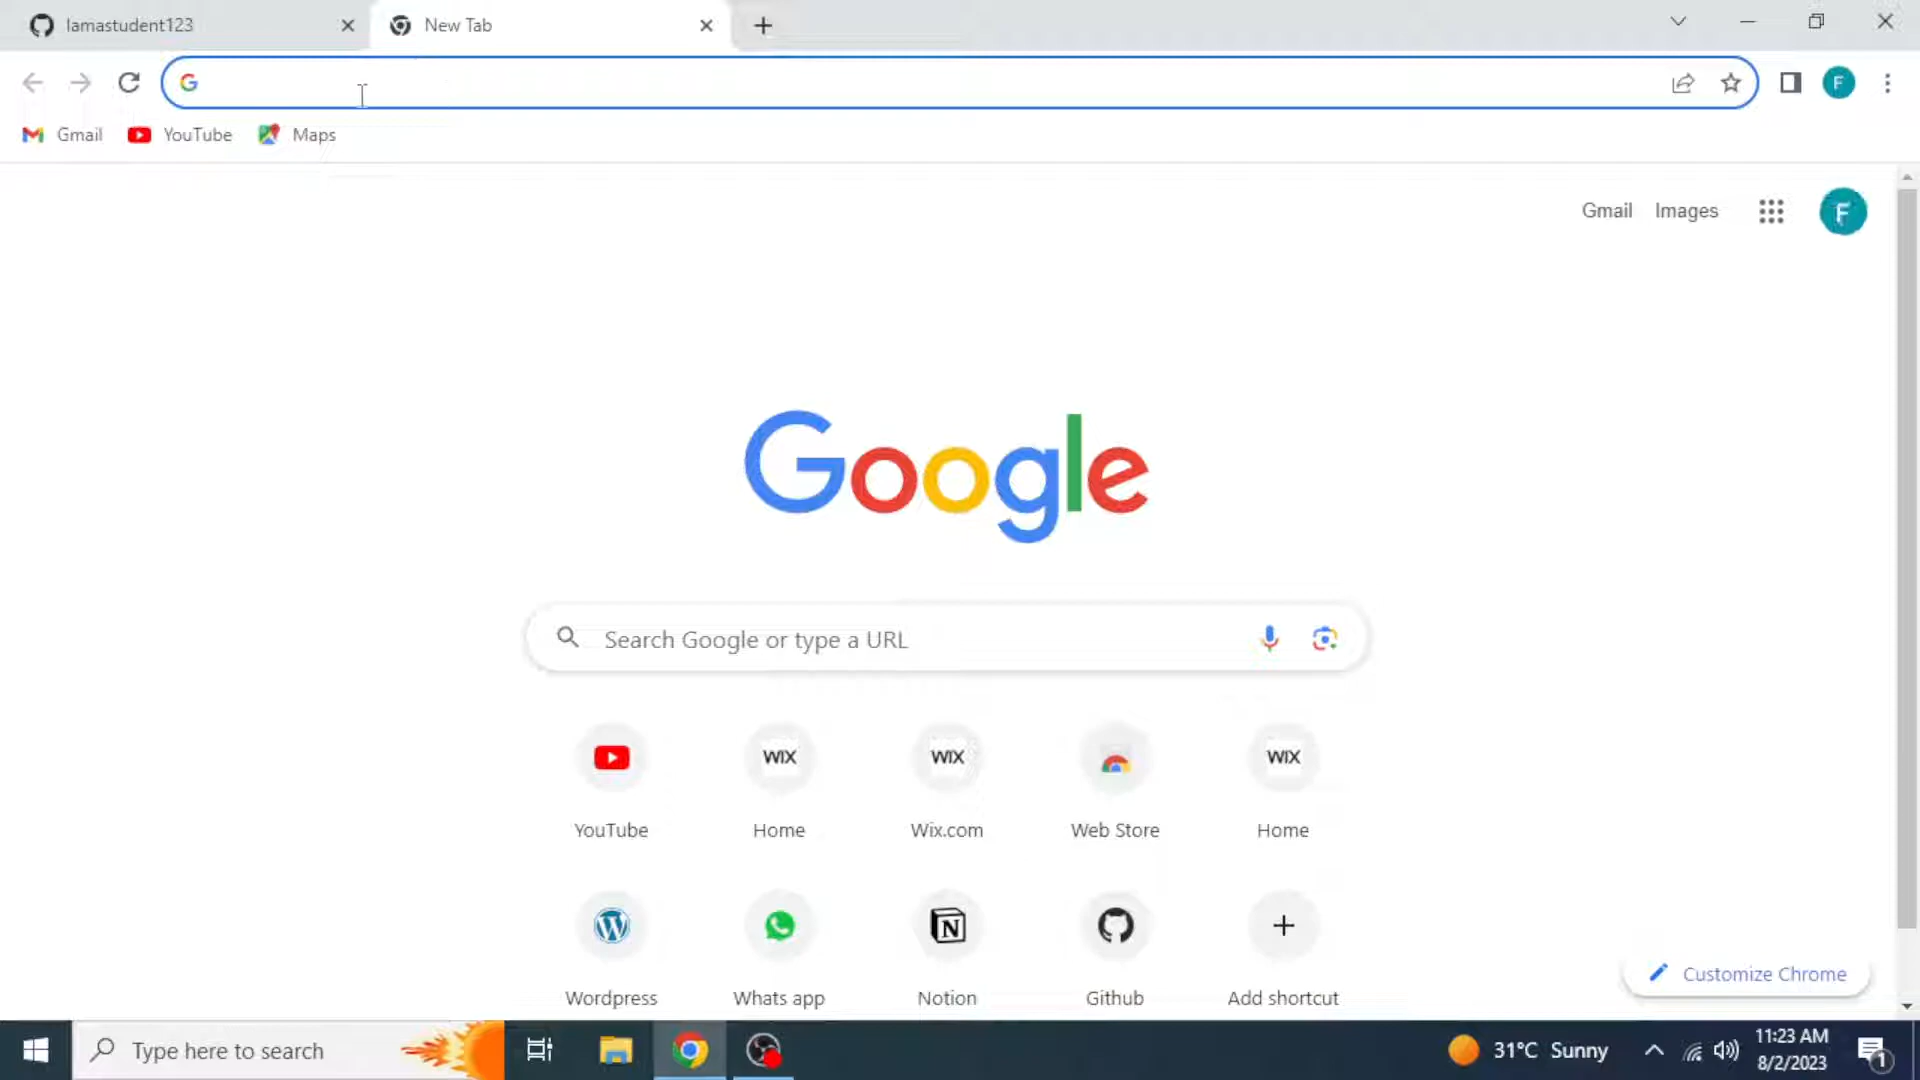 Iamastudent123
New Tab
Gmail
YouTube
Maps
F
Gmail
Images
F
Google
Search Google or type a URL
WIX
WIX
WIX
YouTube
Home
Wix.com
Web Store
Home
Wordpress
Whats app
Notion
Github
Add shortcut
Customize Chrome
Type here to search
31°C Sunny
11:23 AM
8/2/2023
1